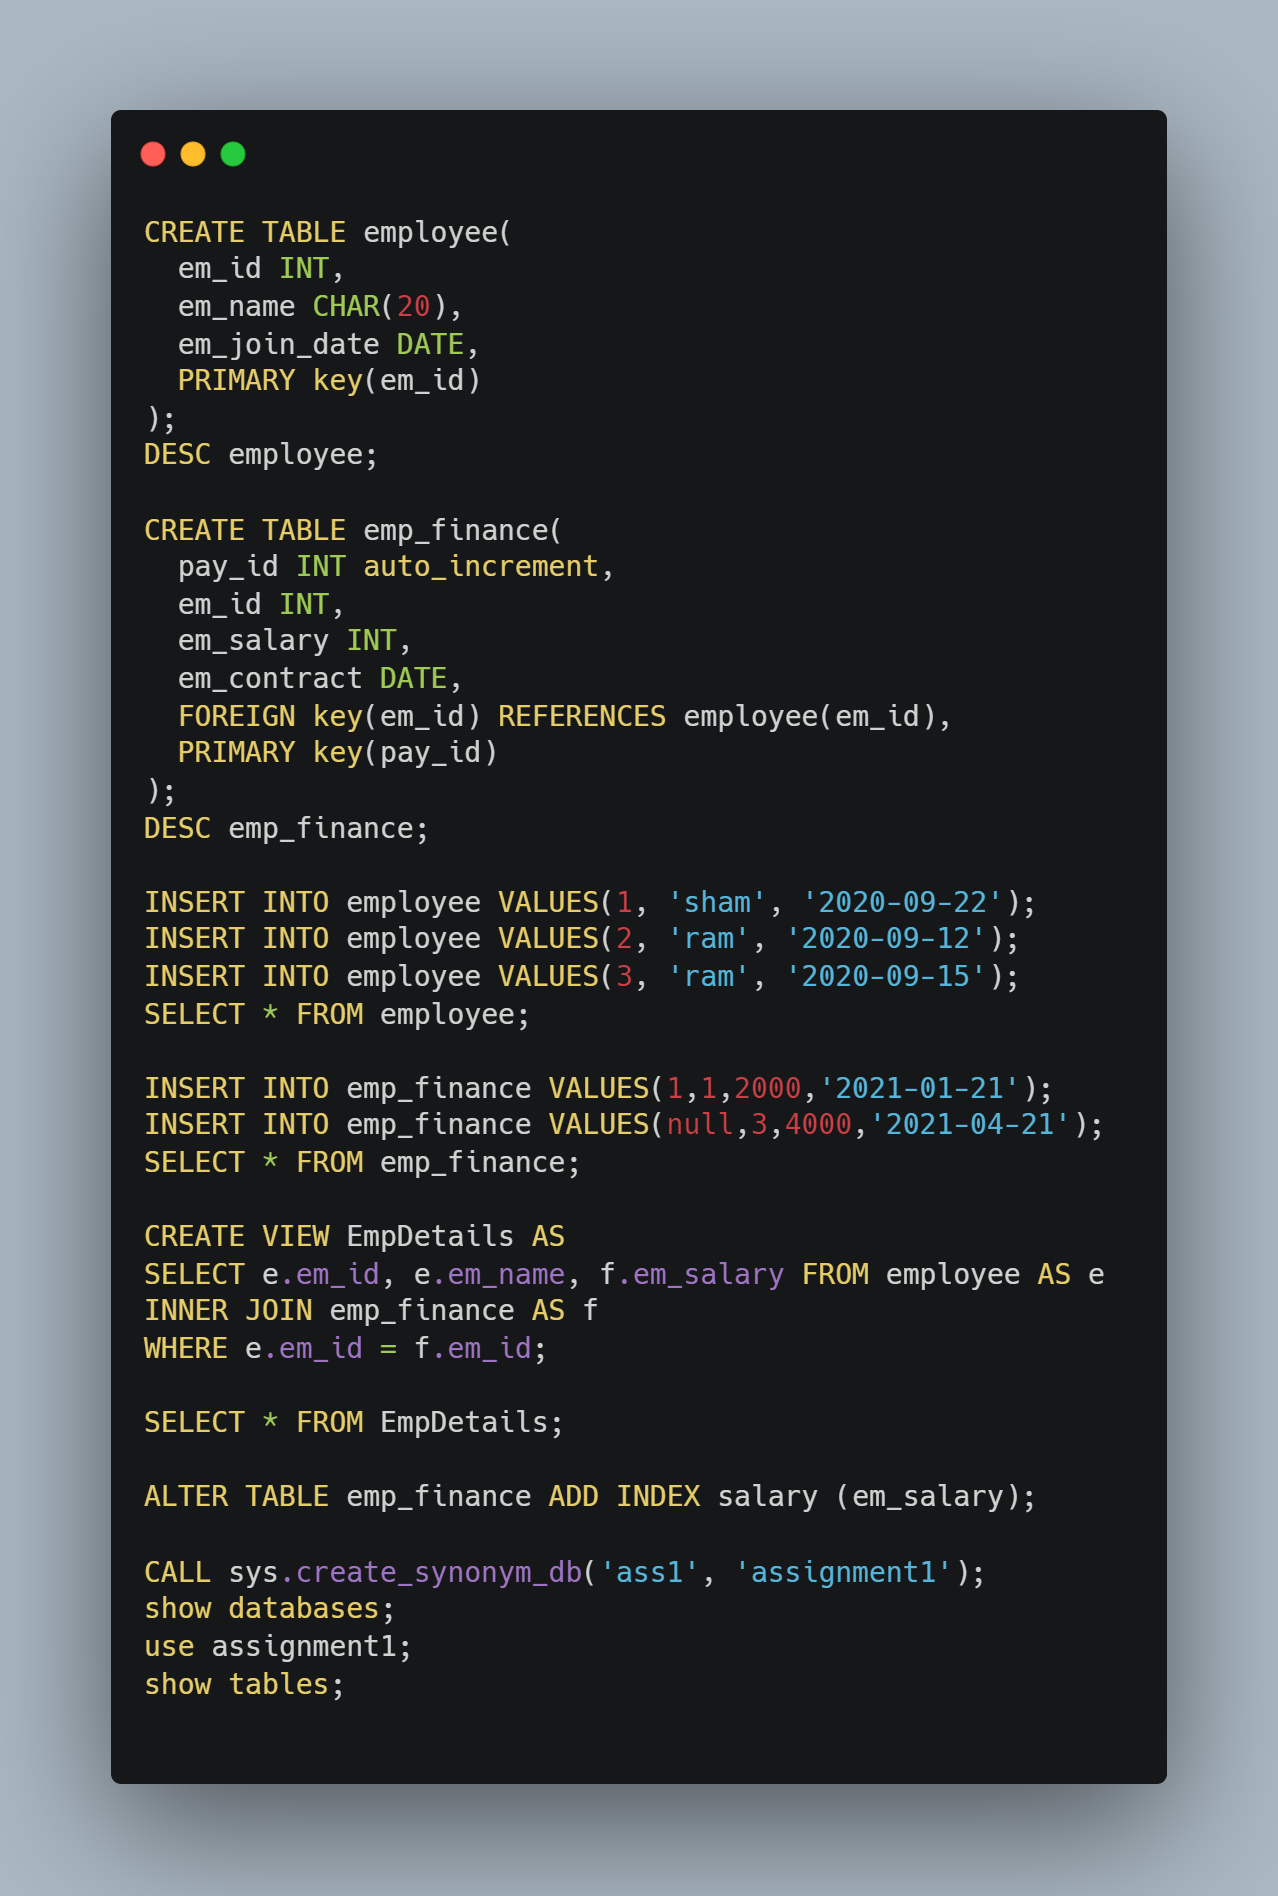 CREATE TABLE employee(
  em_id INT,
  em_name CHAR(20),
  em_join_date DATE,
  PRIMARY key(em_id)
);
DESC employee;

CREATE TABLE emp_finance(
  pay_id INT auto_increment,
  em_id INT,
  em_salary INT,
  em_contract DATE,
  FOREIGN key(em_id) REFERENCES employee(em_id),
  PRIMARY key(pay_id)
);
DESC emp_finance;

INSERT INTO employee VALUES(1, 'sham', '2020-09-22');
INSERT INTO employee VALUES(2, 'ram', '2020-09-12');
INSERT INTO employee VALUES(3, 'ram', '2020-09-15');
SELECT * FROM employee;

INSERT INTO emp_finance VALUES(1,1,2000,'2021-01-21');
INSERT INTO emp_finance VALUES(null,3,4000,'2021-04-21');
SELECT * FROM emp_finance;

CREATE VIEW EmpDetails AS
SELECT e.em_id, e.em_name, f.em_salary FROM employee AS e
INNER JOIN emp_finance AS f
WHERE e.em_id = f.em_id;

SELECT * FROM EmpDetails;

ALTER TABLE emp_finance ADD INDEX salary (em_salary);

CALL sys.create_synonym_db('ass1', 'assignment1');
show databases;
use assignment1;
show tables;